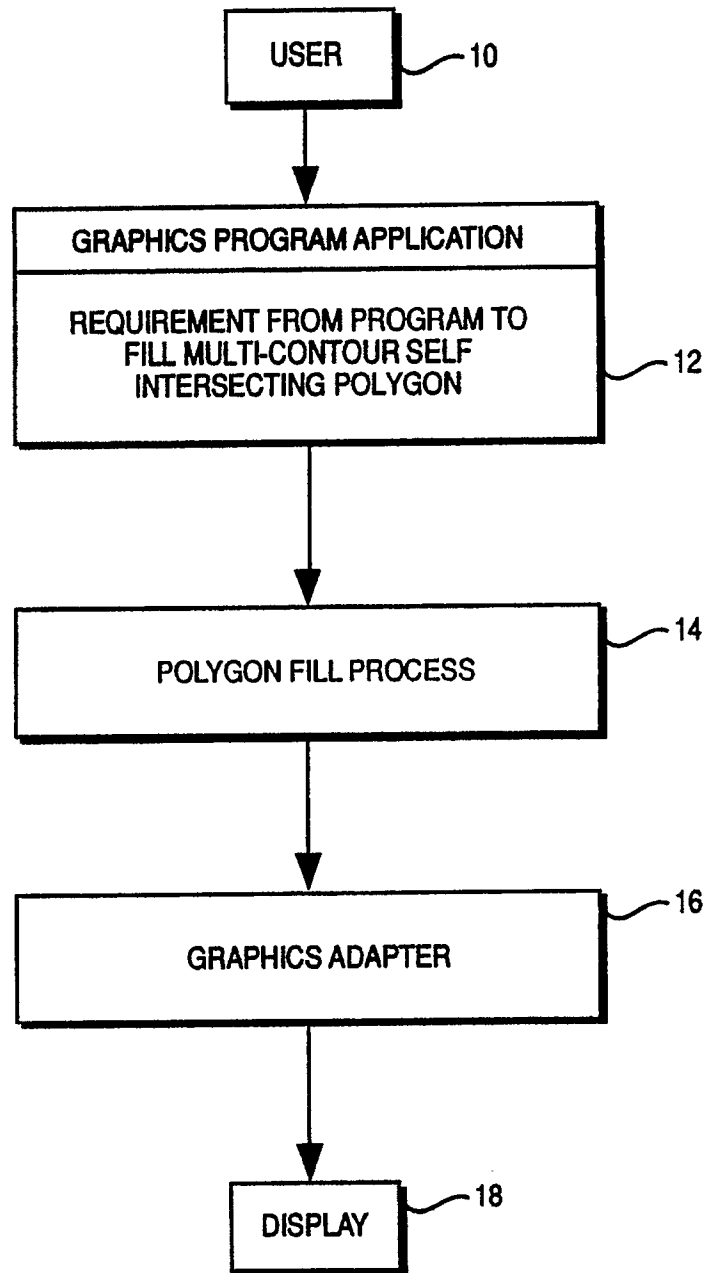 USER
10
GRAPHICS PROGRAM APPLICATION
REQUIREMENT FROM PROGRAM TO
FILL MULTI-CONTOUR SELF
INTERSECTING POLYGON
12
14
POLYGON FILL PROCESS
16
GRAPHICS ADAPTER
18
DISPLAY